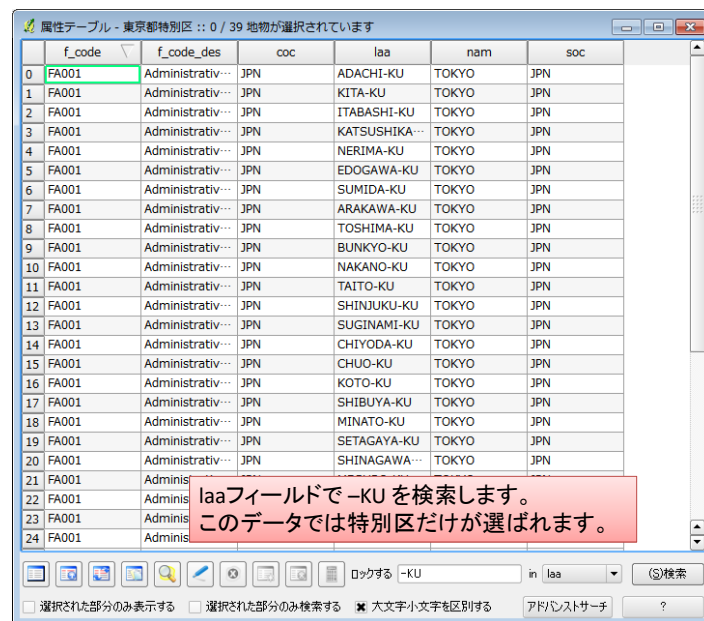 属性テーブル - 東京都特別区 :: 0 / 39 地物が選択されています
f_code f_code_des coc laa nam soc
0 FA001 Administrativ… JPN ADACHI-KU TOKYO JPN
1 FA001 Administrativ… JPN KITA-KU TOKYO JPN
2 FA001 Administrativ… JPN ITABASHI-KU TOKYO JPN
3 FA001 Administrativ… JPN KATSUSHIKA… TOKYO JPN
4 FA001 Administrativ… JPN NERIMA-KU TOKYO JPN
5 FA001 Administrativ… JPN EDOGAWA-KU TOKYO JPN
6 FA001 Administrativ… JPN SUMIDA-KU TOKYO JPN
7 FA001 Administrativ… JPN ARAKAWA-KU TOKYO JPN
8 FA001 Administrativ… JPN TOSHIMA-KU TOKYO JPN
9 FA001 Administrativ… JPN BUNKYO-KU TOKYO JPN
10 FA001 Administrativ… JPN NAKANO-KU TOKYO JPN
11 FA001 Administrativ… JPN TAITO-KU TOKYO JPN
12 FA001 Administrativ… JPN SHINJUKU-KU TOKYO JPN
13 FA001 Administrativ… JPN SUGINAMI-KU TOKYO JPN
14 FA001 Administrativ… JPN CHIYODA-KU TOKYO JPN
15 FA001 Administrativ… JPN CHUO-KU TOKYO JPN
16 FA001 Administrativ… JPN KOTO-KU TOKYO JPN
17 FA001 Administrativ… JPN SHIBUYA-KU TOKYO JPN
18 FA001 Administrativ… JPN MINATO-KU TOKYO JPN
19 FA001 Administrativ… JPN SETAGAYA-KU TOKYO JPN
20 FA001 Administrativ… JPN SHINAGAWA… TOKYO JPN
21 FA001
22 FA001 Adminis
23 FA001 Adminis
24 FA001 Adminis
laaフィールドで –KU を検索します。
このデータでは特別区だけが選ばれます。
ロックする -KU in laa (S)検索
選択された部分のみ表示する 選択された部分のみ検索する 大文字小文字を区別する アドバンストサーチ ?